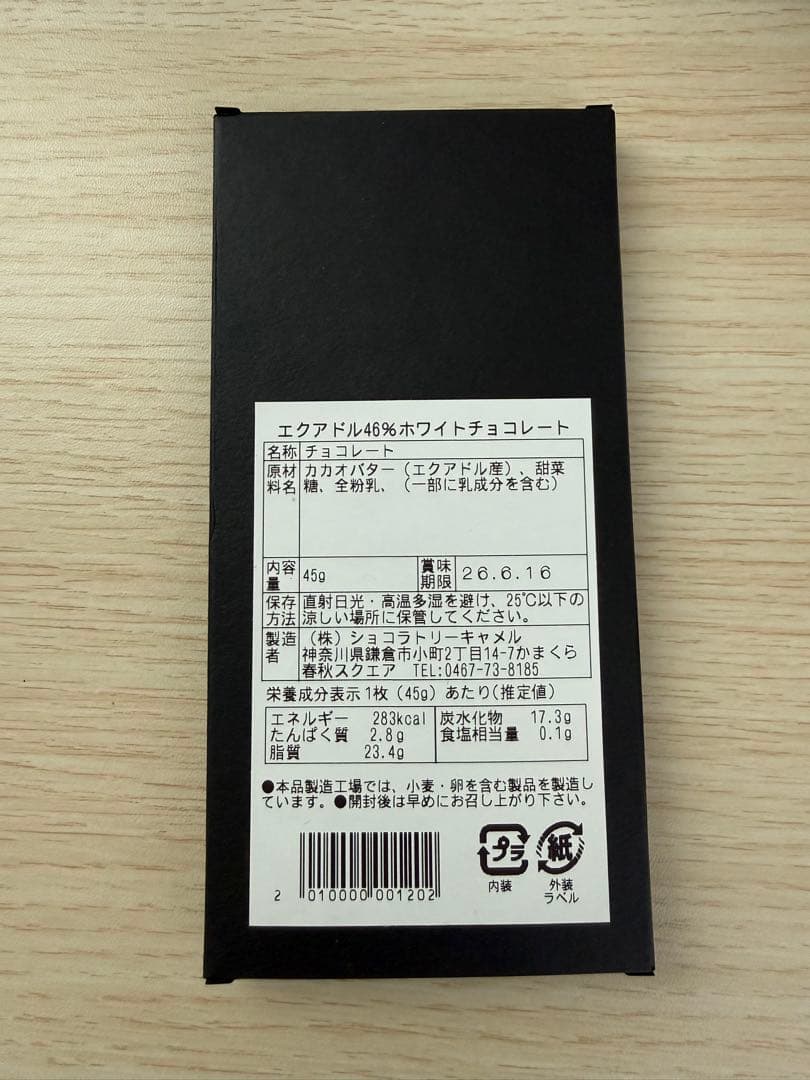 エクアドル46%ホワイトチョコレート
名称 チョコレート
原材料名 カカオバター（エクアドル産）、甜菜
糖、全粉乳、（一部に乳成分を含む）
内容量 45g 賞味期限 26.6.16
保存方法 直射日光・高温多湿を避け、25℃以下の
涼しい場所に保管してください。
製造者 （株）ショコラトリーキャメル
神奈川県鎌倉市小町2丁目14-7かまくら
春秋スクエア TEL:0467-73-8185
栄養成分表示1枚（45g）あたり(推定値)
エネルギー 283kcal 炭水化物 17.3g
たんぱく質 2.8g 食塩相当量 0.1g
脂質 23.4g
●本品製造工場では、小麦・卵を含む製品を製造し
ています。●開封後は早めにお召し上がり下さい。
プラ 紙
内装 外装
ラベル
2 010000 001202